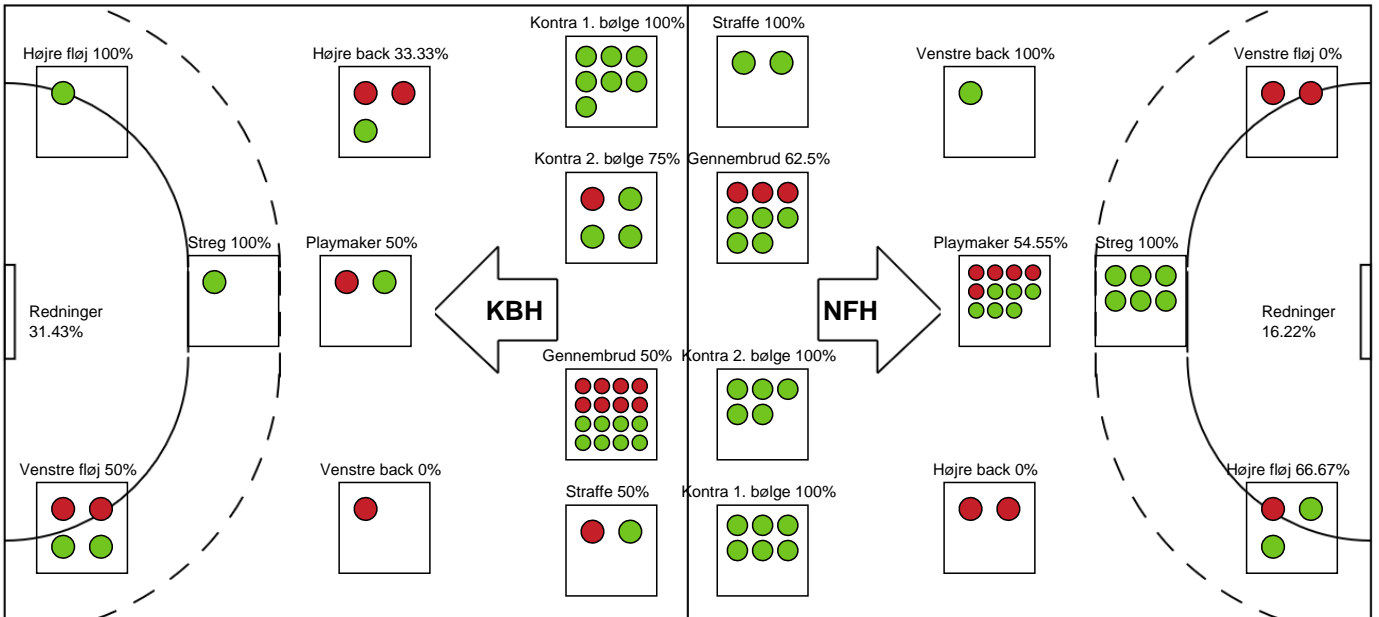 Kontra 1. bølge 100%
Straffe 100%
Højre fløj 100%
Højre back 33.33%
Venstre back 100%
Venstre fløj 0%
Kontra 2. bølge 75%
Gennembrud 62.5%
Streg 100%
Playmaker 50%
Playmaker 54.55%
Streg 100%
Redninger
31.43%
KBH
NFH
Redninger
16.22%
Gennembrud 50%
Kontra 2. bølge 100%
Venstre fløj 50%
Venstre back 0%
Højre back 0%
Højre fløj 66.67%
Straffe 50%
Kontra 1. bølge 100%